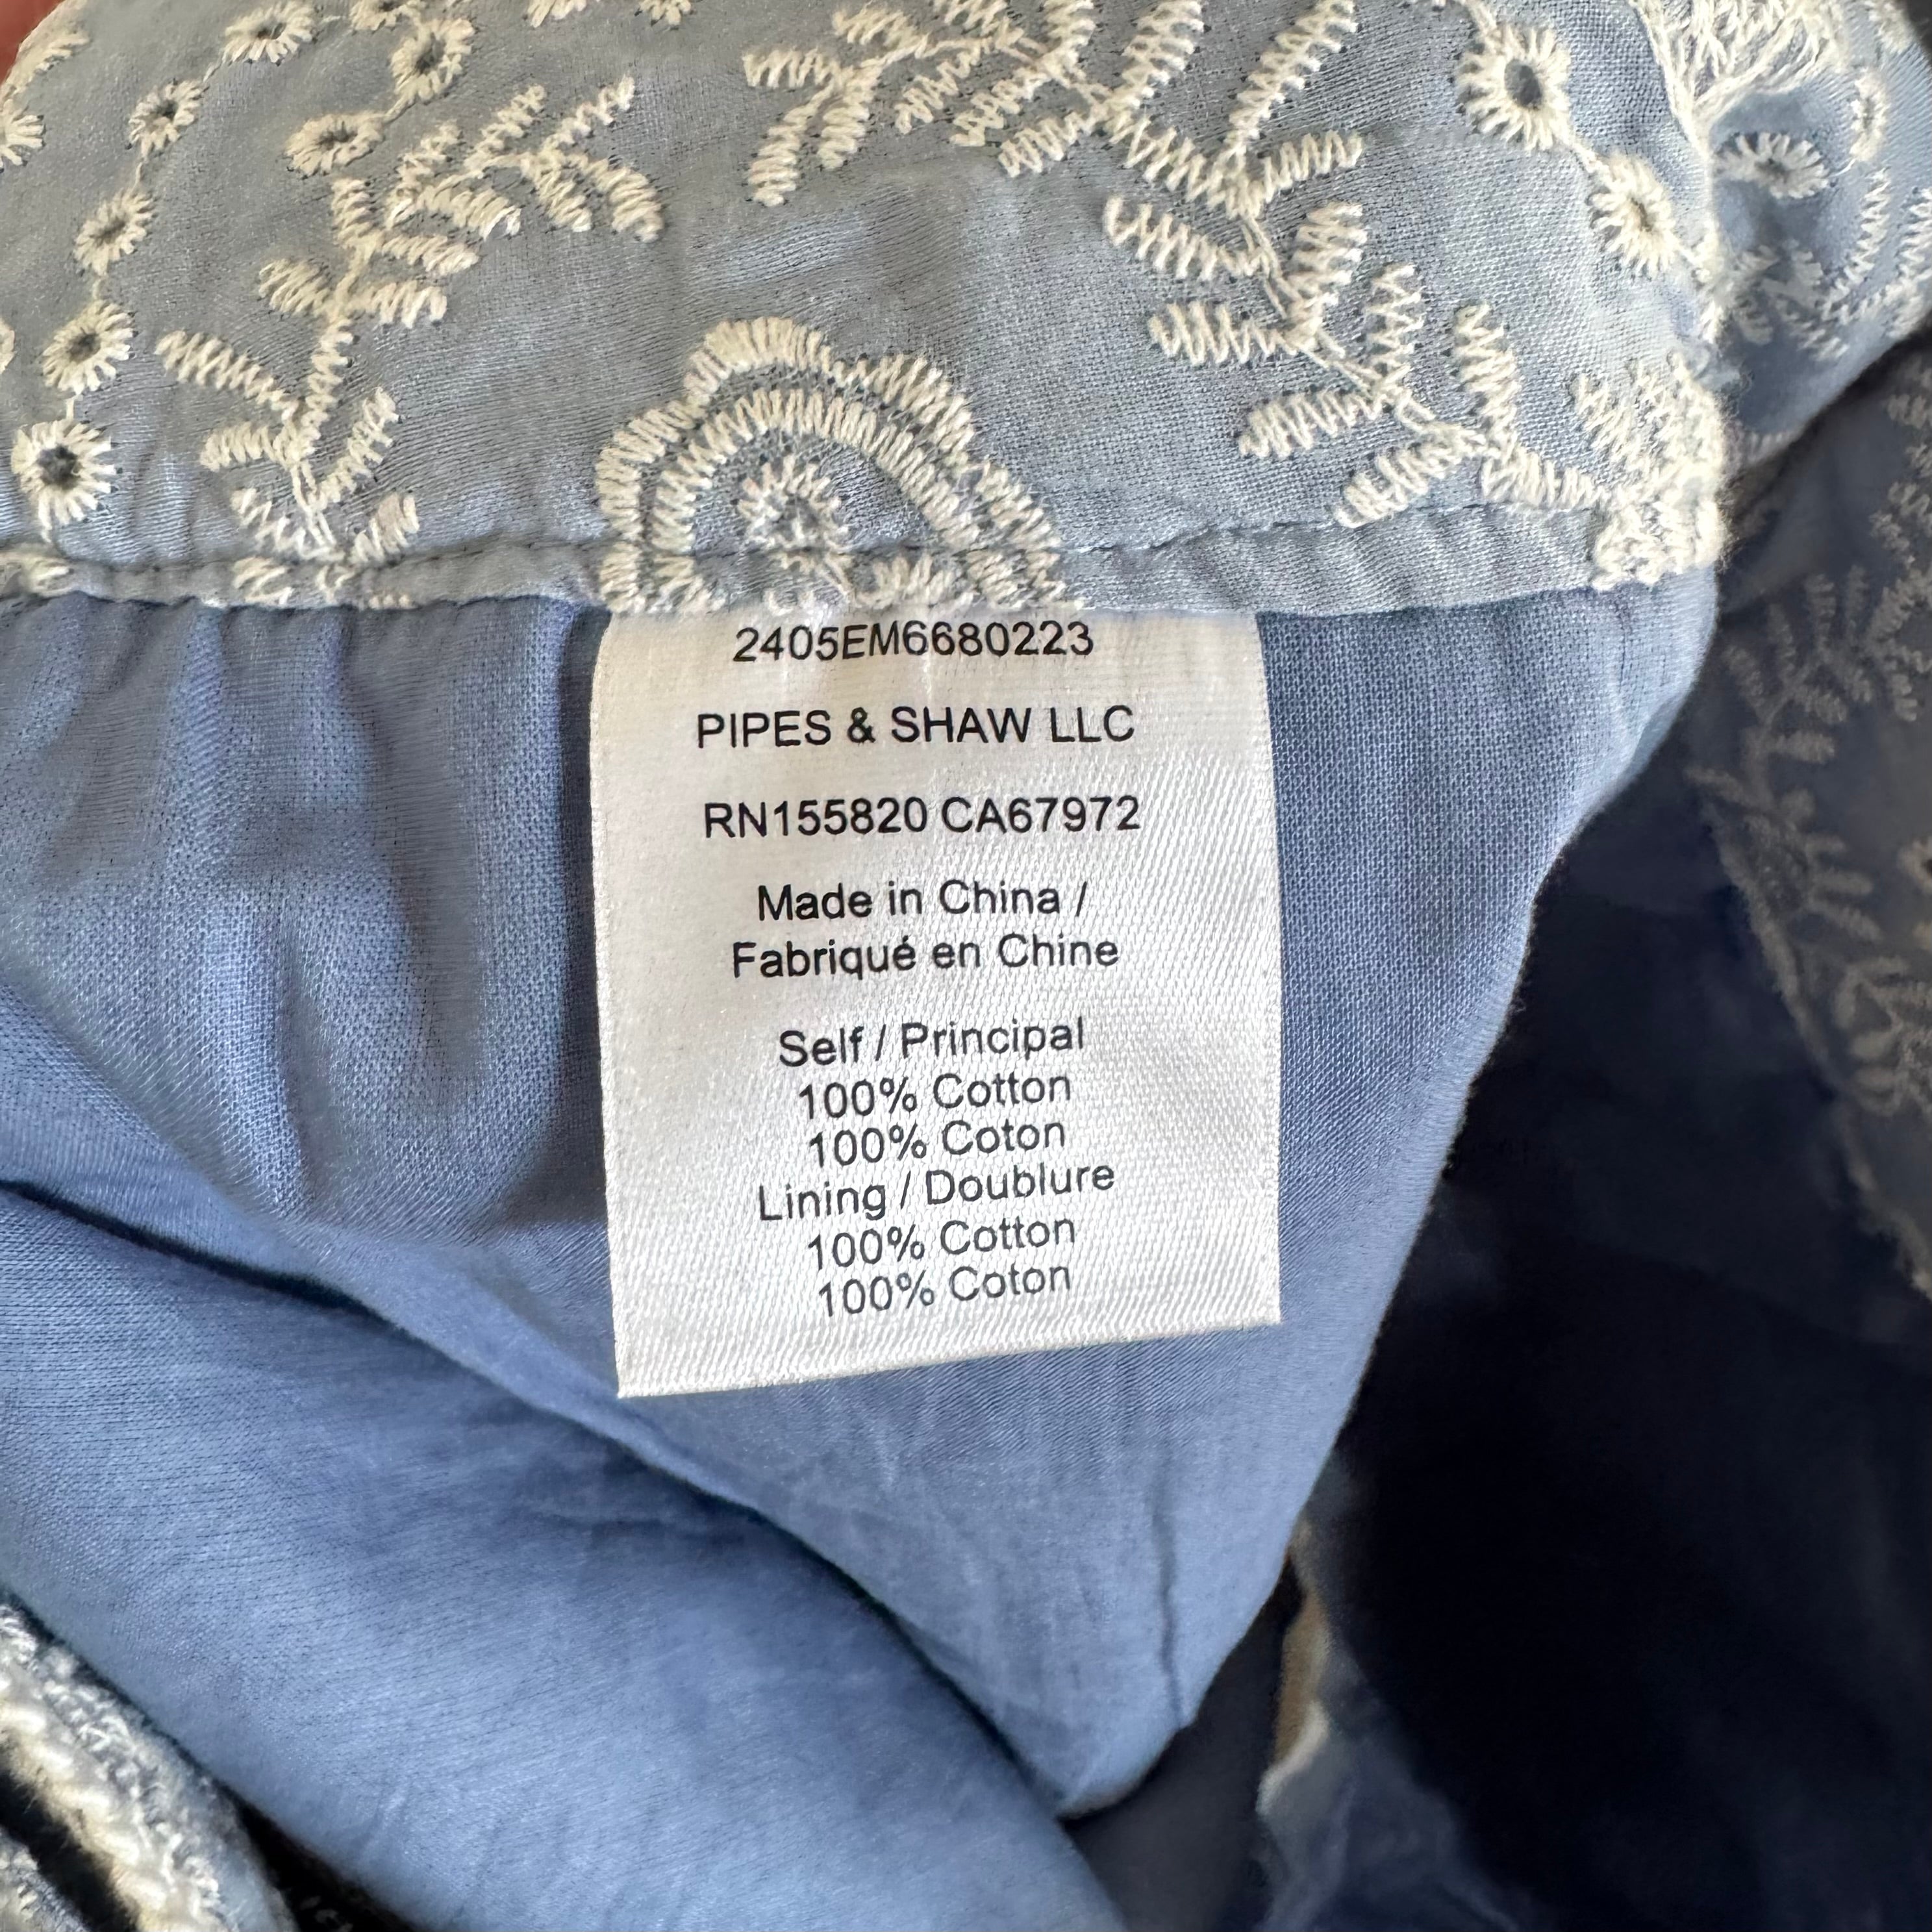 2405EM6680223
PIPES & SHAW LLC
RN155820 CA67972
Made in China /
Fabriqué en Chine
Self / Principal
100% Cotton
100% Coton
Lining / Doublure
100% Cotton
100% Coton